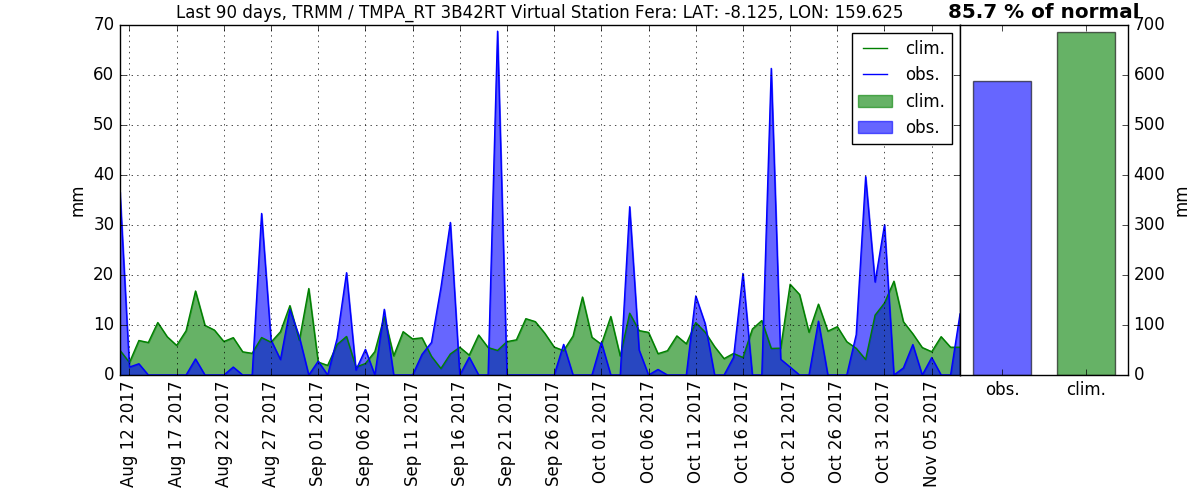 Last 90 days, TRMM / TMPA_RT 3B42RT Virtual Station Fera: LAT: -8.125, LON: 159.625
85.7 % of normal
70
60
50
40
30
20
10
0
mm
clim.
obs.
clim.
obs.
700
600
500
400
300
200
100
0
mm
obs.
clim.
Aug 12 2017
Aug 17 2017
Aug 22 2017
Aug 27 2017
Sep 01 2017
Sep 06 2017
Sep 11 2017
Sep 16 2017
Sep 21 2017
Sep 26 2017
Oct 01 2017
Oct 06 2017
Oct 11 2017
Oct 16 2017
Oct 21 2017
Oct 26 2017
Oct 31 2017
Nov 05 2017